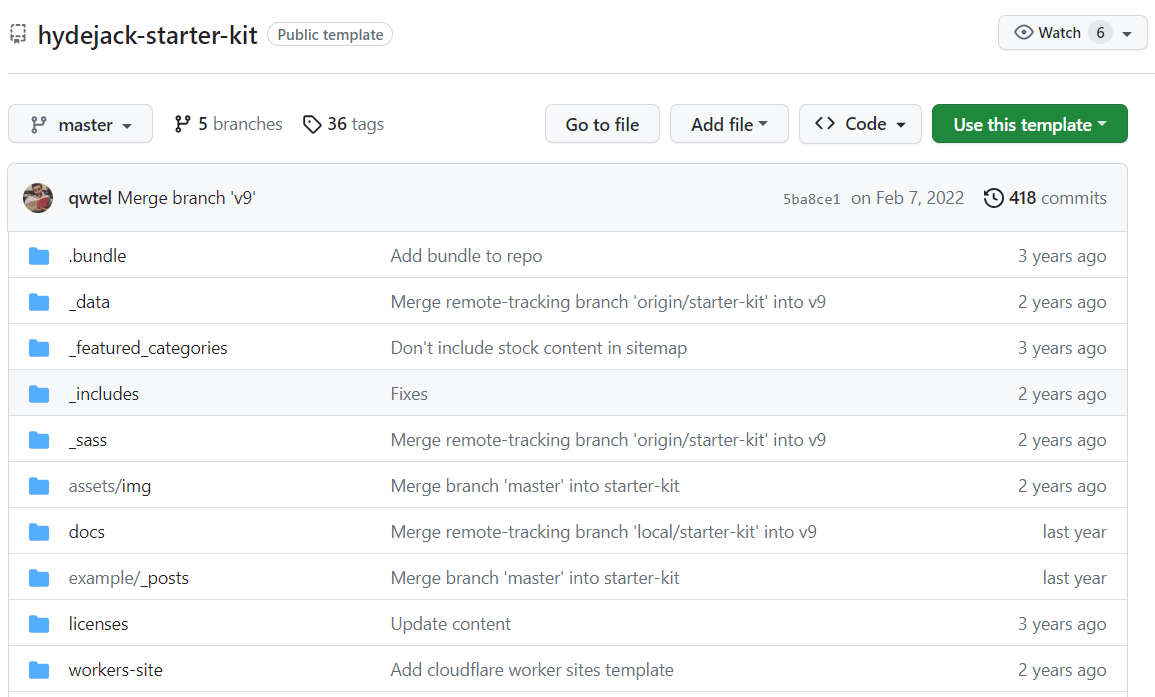 hydejack-starter-kit Public template Watch 6
master 5 branches 36 tags Go to file Add file Code Use this template
qwtel Merge branch 'v9' 5ba8ce1 on Feb 7, 2022 418 commits
.bundle Add bundle to repo 3 years ago
_data Merge remote-tracking branch 'origin/starter-kit' into v9 2 years ago
_featured_categories Don't include stock content in sitemap 3 years ago
_includes Fixes 2 years ago
_sass Merge remote-tracking branch 'origin/starter-kit' into v9 2 years ago
assets/img Merge branch 'master' into starter-kit 2 years ago
docs Merge remote-tracking branch 'local/starter-kit' into v9 last year
example/_posts Merge branch 'master' into starter-kit last year
licenses Update content 3 years ago
workers-site Add cloudflare worker sites template 2 years ago